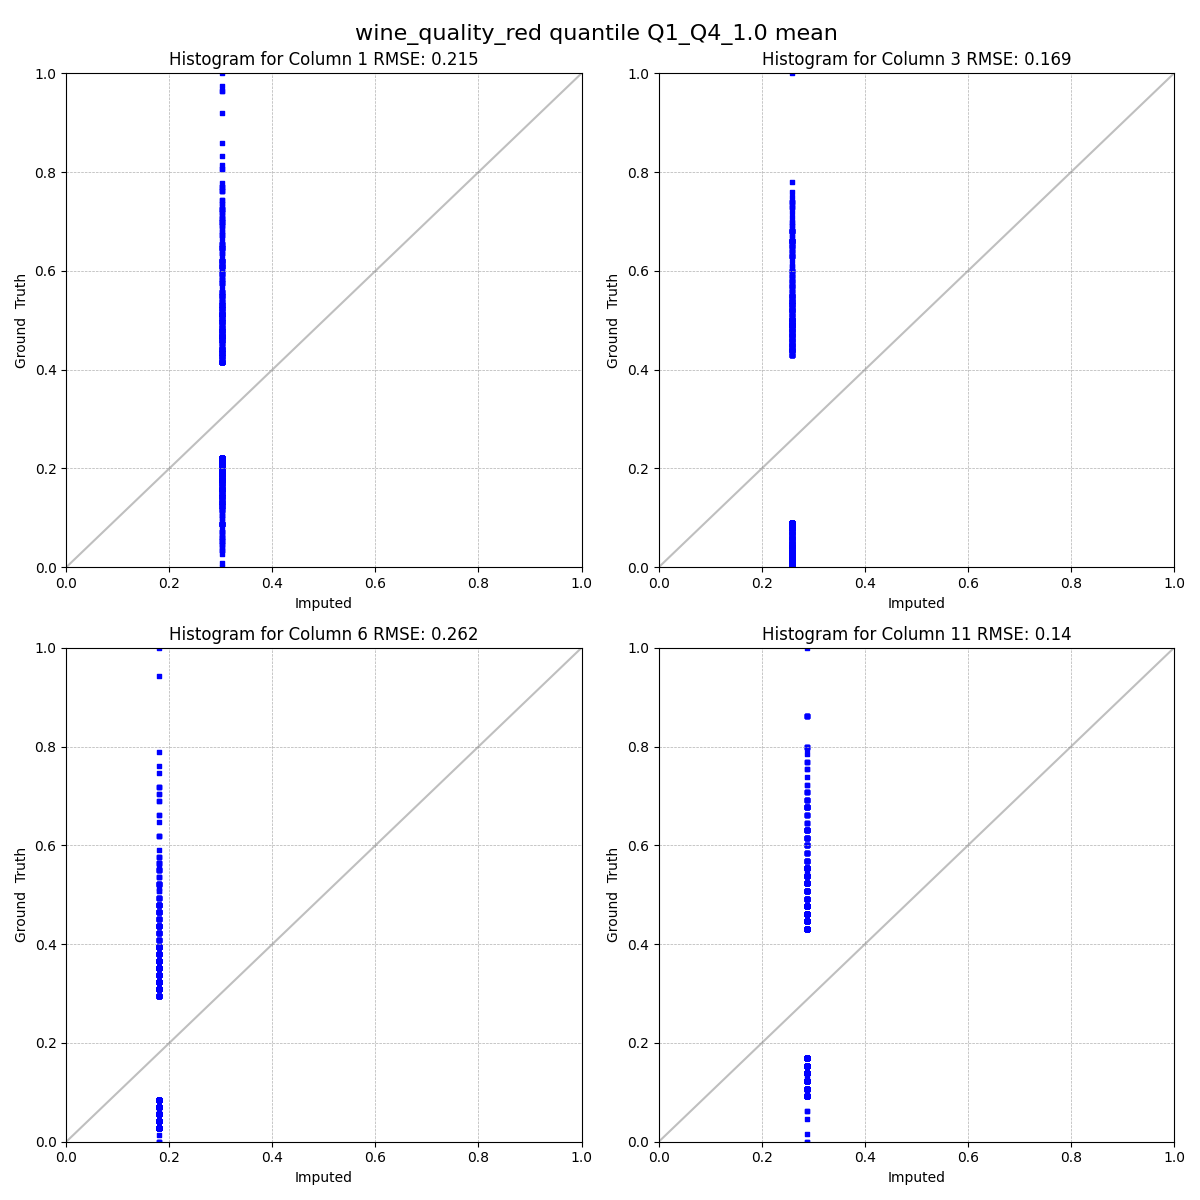 wine_quality_red quantile Q1_Q4_1.0 mean
Histogram for Column 1 RMSE: 0.215
1.0
0.8
0.6
0.4
0.2
0.0
Ground Truth
0.0 0.2 0.4 0.6 0.8 1.0
Imputed
Histogram for Column 3 RMSE: 0.169
1.0
0.8
0.6
0.4
0.2
0.0
Ground Truth
0.0 0.2 0.4 0.6 0.8 1.0
Imputed
Histogram for Column 6 RMSE: 0.262
1.0
0.8
0.6
0.4
0.2
0.0
Ground Truth
0.0 0.2 0.4 0.6 0.8 1.0
Imputed
Histogram for Column 11 RMSE: 0.14
1.0
0.8
0.6
0.4
0.2
0.0
Ground Truth
0.0 0.2 0.4 0.6 0.8 1.0
Imputed